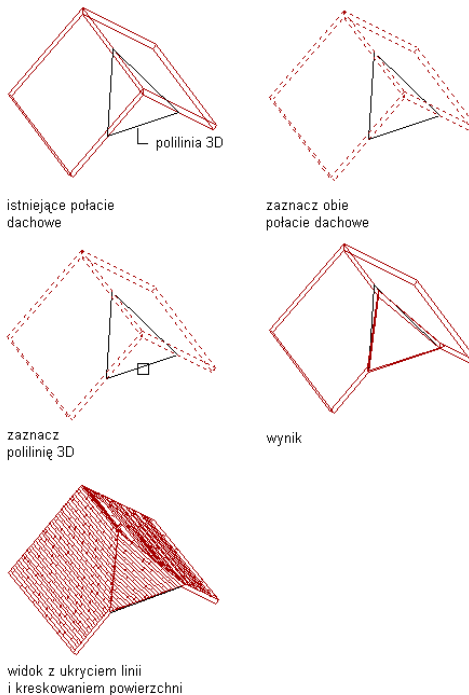 polilinia 3D
istniejące połacie
dachowe
zaznacz obie
połacie dachowe
zaznacz
polilinię 3D
wynik
widok z ukryciem linii
i kreskowaniem powierzchni